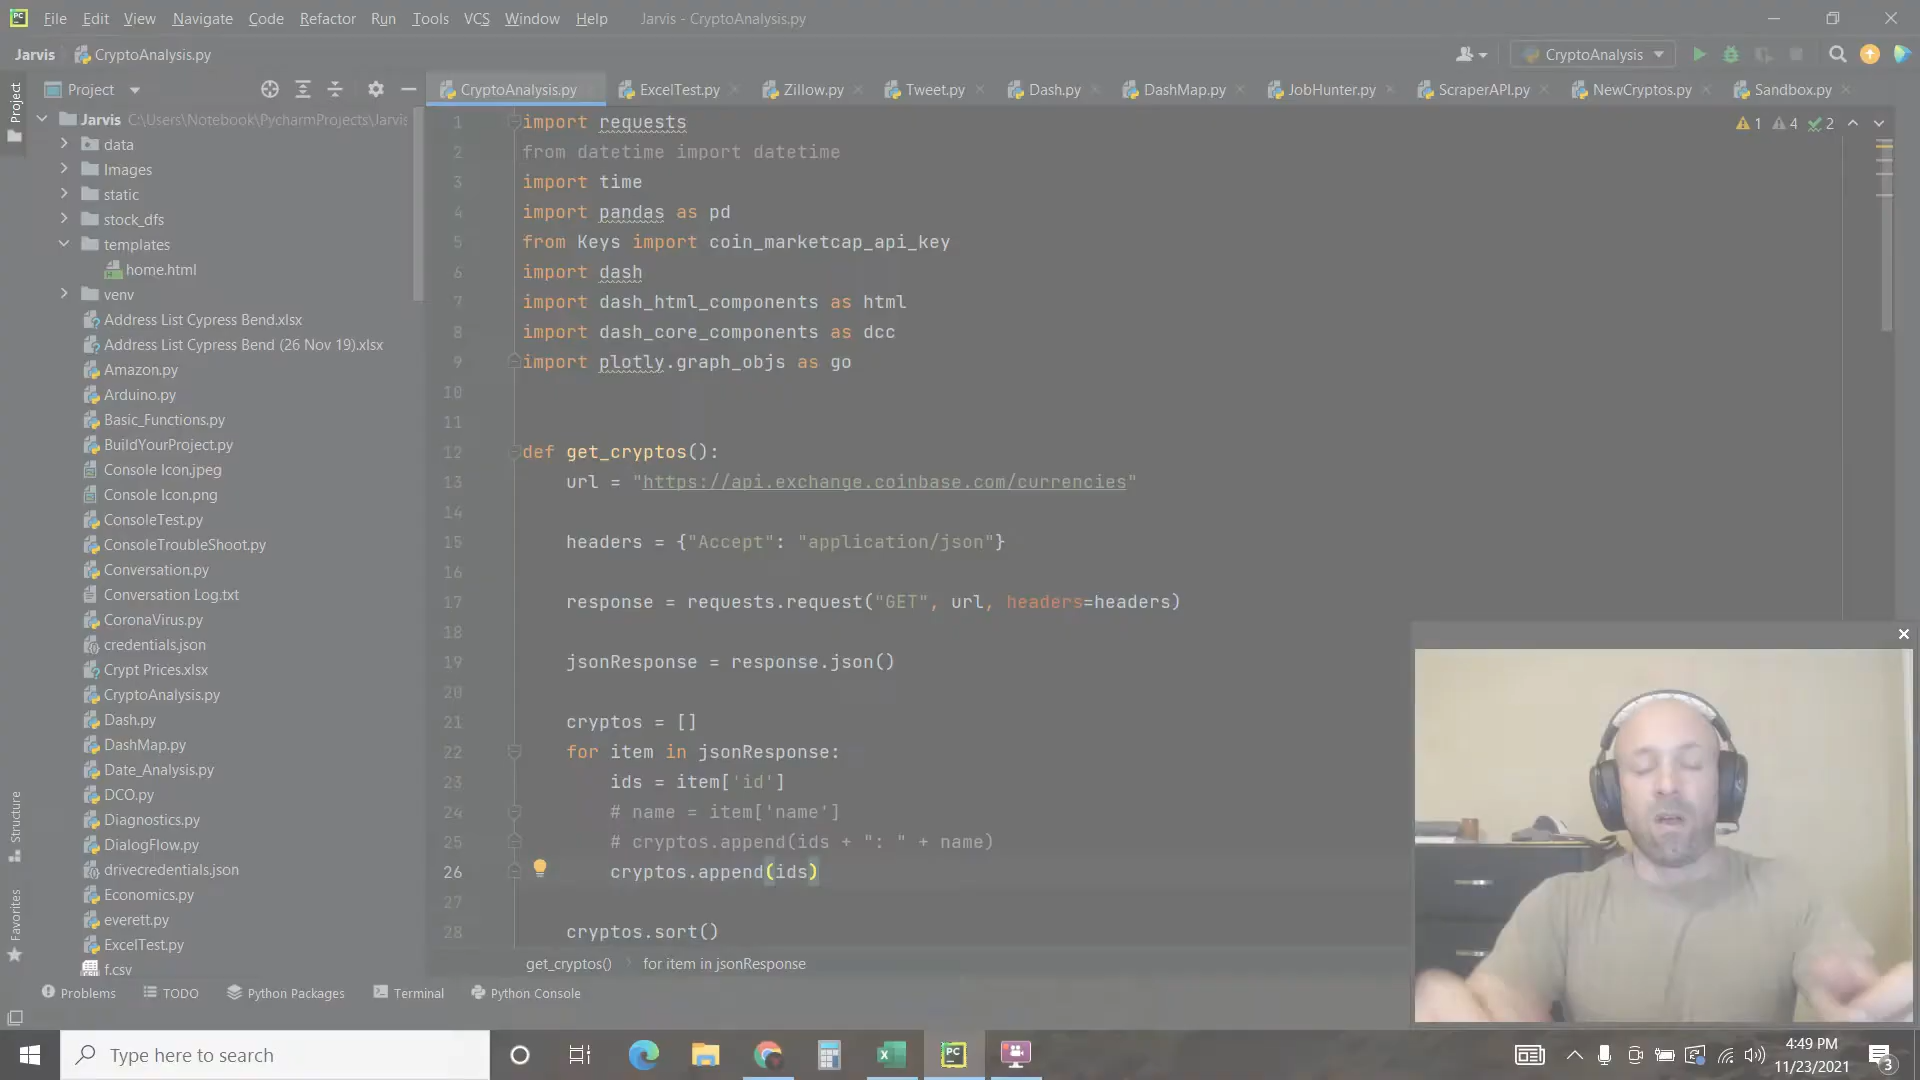 File Edit View Navigate Code Refactor Run Tools VCS Window Help Jarvis - CryptoAnalysis.py
Jarvis CryptoAnalysis.py CryptoAnalysis
Project CryptoAnalysis.py ExcelTest.py Zillow.py Tweet.py Dash.py DashMap.py JobHunter.py ScraperAPI.py NewCryptos.py Sandbox.py
Project
Jarvis C:\Users\Notebook\PycharmProjects\Jarvis
data
Images
static
stock_dfs
templates
home.html
venv
Address List Cypress Bend.xlsx
Address List Cypress Bend (26 Nov 19).xlsx
Amazon.py
Arduino.py
Basic_Functions.py
BuildYourProject.py
Console Icon.jpeg
Console Icon.png
ConsoleTest.py
ConsoleTroubleShoot.py
Conversation.py
Conversation Log.txt
CoronaVirus.py
credentials.json
Crypt Prices.xlsx
CryptoAnalysis.py
Dash.py
DashMap.py
Date_Analysis.py
DCO.py
Diagnostics.py
DialogFlow.py
drivecredentials.json
Economics.py
everett.py
ExcelTest.py
f.csv
Structure
Favorites
1 import requests
2 from datetime import datetime
3 import time
4 import pandas as pd
5 from Keys import coin_marketcap_api_key
6 import dash
7 import dash_html_components as html
8 import dash_core_components as dcc
9 import plotly.graph_objs as go
10
11
12 def get_cryptos():
13 url = "https://api.exchange.coinbase.com/currencies"
14
15 headers = {"Accept": "application/json"}
16
17 response = requests.request("GET", url, headers=headers)
18
19 jsonResponse = response.json()
20
21 cryptos = []
22 for item in jsonResponse:
23 ids = item['id']
24 # name = item['name']
25 # cryptos.append(ids + ": " + name)
26 cryptos.append(ids)
27
28 cryptos.sort()
1 4 2
get_cryptos() for item in jsonResponse
Problems TODO Python Packages Terminal Python Console
Type here to search
PC
4:49 PM
11/23/2021
3